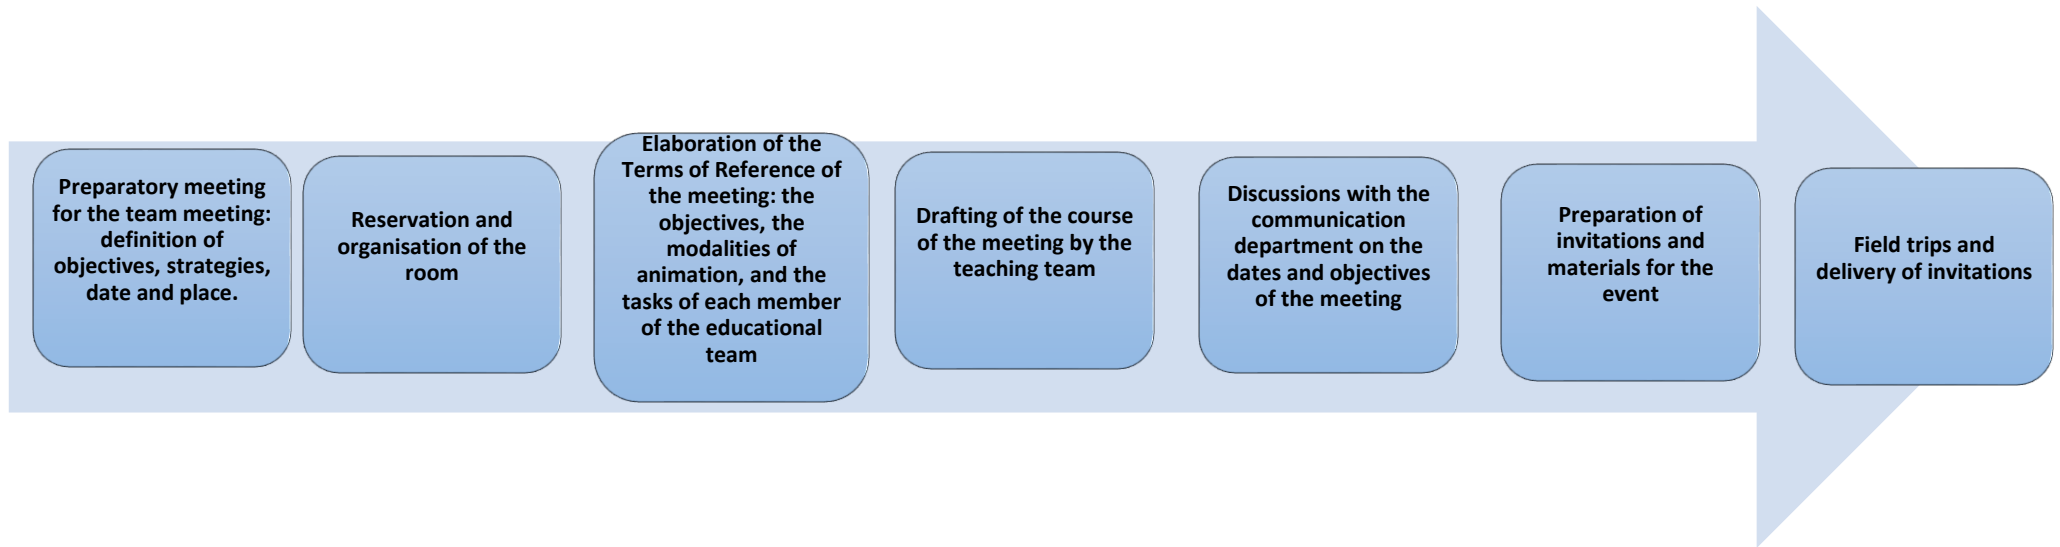 Preparatory meeting
for the team meeting:
definition of
objectives, strategies,
date and place.
Reservation and
organisation of the
room
Elaboration of the
Terms of Reference of
the meeting: the
objectives, the
modalities of
animation, and the
tasks of each member
of the educational
team
Drafting of the course
of the meeting by the
teaching team
Discussions with the
communication
department on the
dates and objectives
of the meeting
Preparation of
invitations and
materials for the
event
Field trips and
delivery of invitations